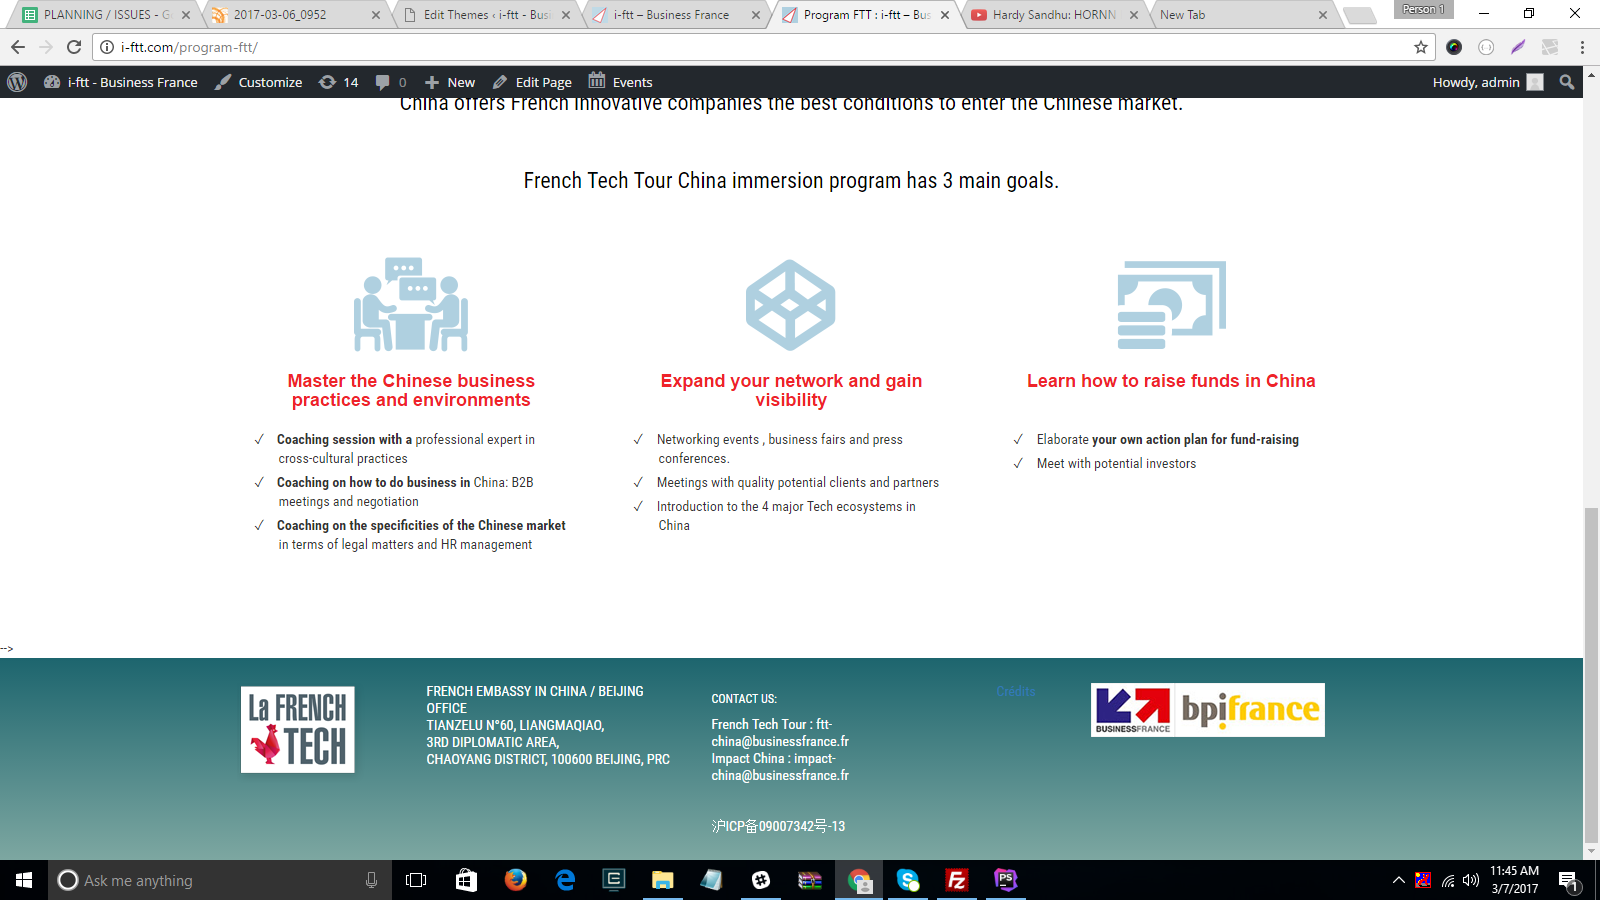 PLANNING / ISSUES - G
2017-03-06_0952
Edit Themes ‹ i-ftt - Busi
i-ftt – Business France
Program FTT : i-ftt – Bus
Hardy Sandhu: HORNN
New Tab
Person 1
i-ftt.com/program-ftt/
i-ftt - Business France
Customize
14
0
New
Edit Page
Events
Howdy, admin
China offers French innovative companies the best conditions to enter the Chinese market.
French Tech Tour China immersion program has 3 main goals.
Master the Chinese business
practices and environments
✓ Coaching session with a professional expert in
cross-cultural practices
✓ Coaching on how to do business in China: B2B
meetings and negotiation
✓ Coaching on the specificities of the Chinese market
in terms of legal matters and HR management
Expand your network and gain
visibility
✓ Networking events , business fairs and press
conferences.
✓ Meetings with quality potential clients and partners
✓ Introduction to the 4 major Tech ecosystems in
China
Learn how to raise funds in China
✓ Elaborate your own action plan for fund-raising
✓ Meet with potential investors
-->
La FRENCH
TECH
FRENCH EMBASSY IN CHINA / BEIJING
OFFICE
TIANZELU N°60, LIANGMAQIAO,
3RD DIPLOMATIC AREA,
CHAOYANG DISTRICT, 100600 BEIJING, PRC
CONTACT US:
French Tech Tour : ftt-
china@businessfrance.fr
Impact China : impact-
china@businessfrance.fr
沪ICP备09007342号-13
Crédits
BUSINESSFRANCE
bpifrance
Ask me anything
11:45 AM
3/7/2017
1